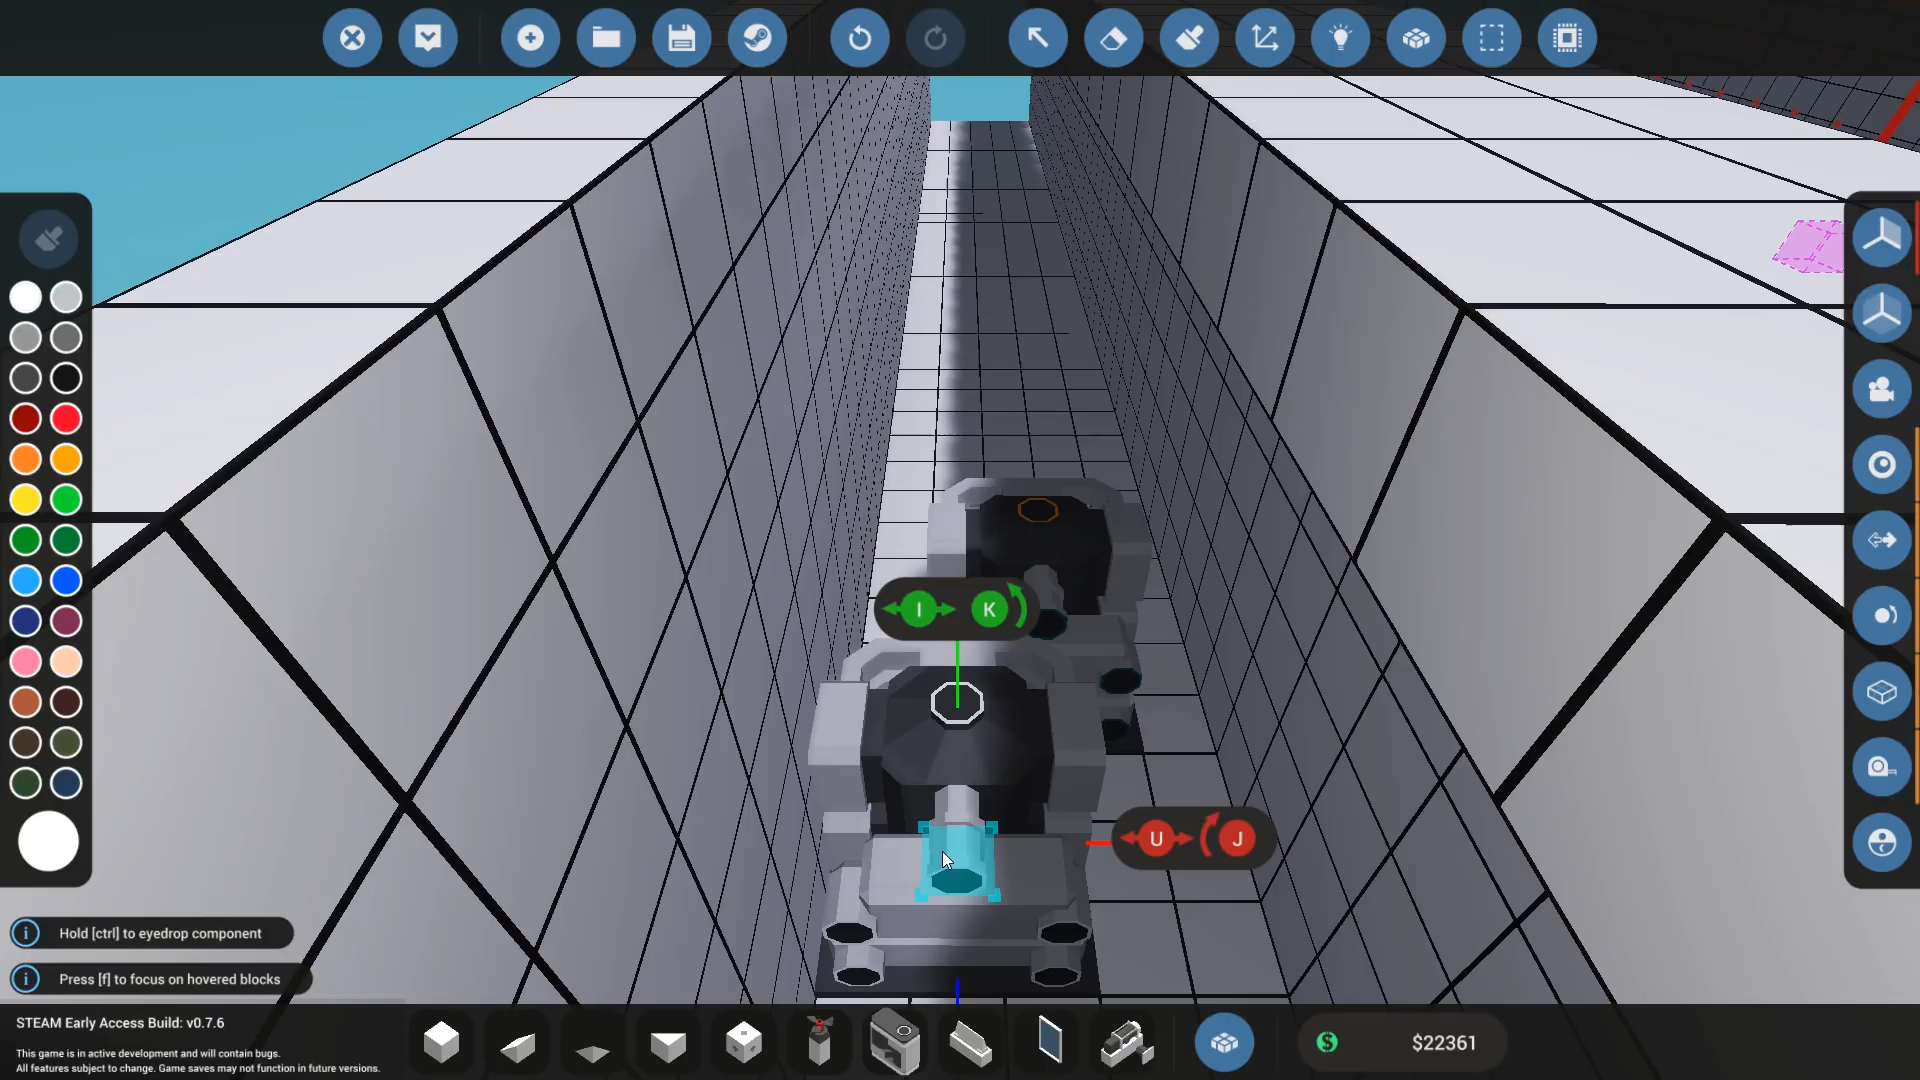 I K
U J
Hold [ctrl] to eyedrop component
Press [f] to focus on hovered blocks
STEAM Early Access Build: v0.7.6
This game is in active development and will contain bugs.
All features subject to change. Game saves may not function in future versions.
$ $22361